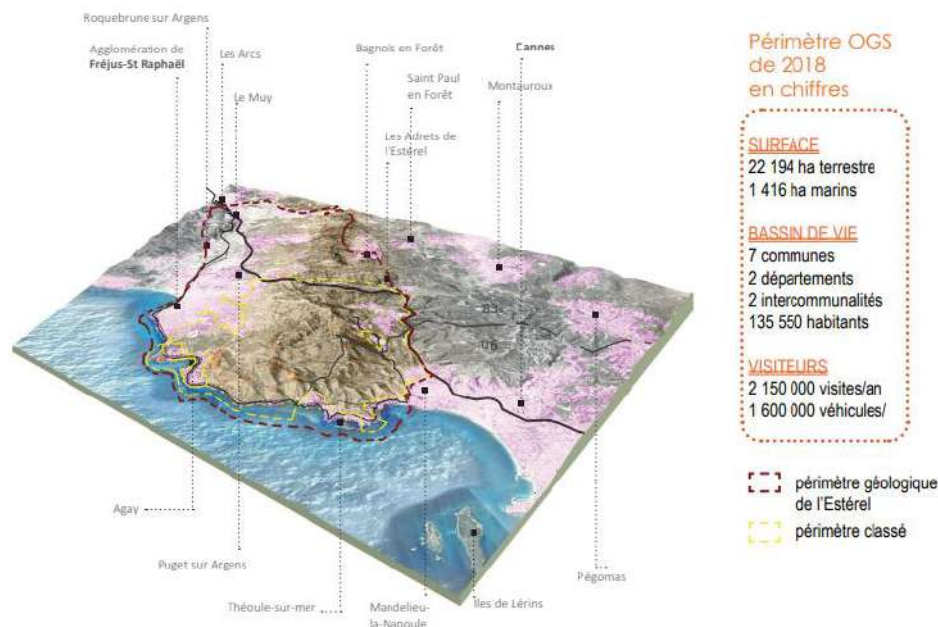 Roquebrune sur Argens
Agglomération de
Fréjus-St Raphaël
Les Arcs
Le Muy
Bagnols en Forêt
Saint Paul
en Forêt
Les Adrets de
l'Estérel
Cannes
Montauroux
83
06
Agay
Puget sur Argens
Théoule-sur-mer
Mandelieu-
la-Napoule
Iles de Lérins
Pégomas
Périmètre OGS
de 2018
en chiffres
SURFACE
22 194 ha terrestre
1 416 ha marins
BASSIN DE VIE
7 communes
2 départements
2 intercommunalités
135 550 habitants
VISITEURS
2 150 000 visites/an
1 600 000 véhicules/
périmètre géologique
de l'Estérel
périmètre classé